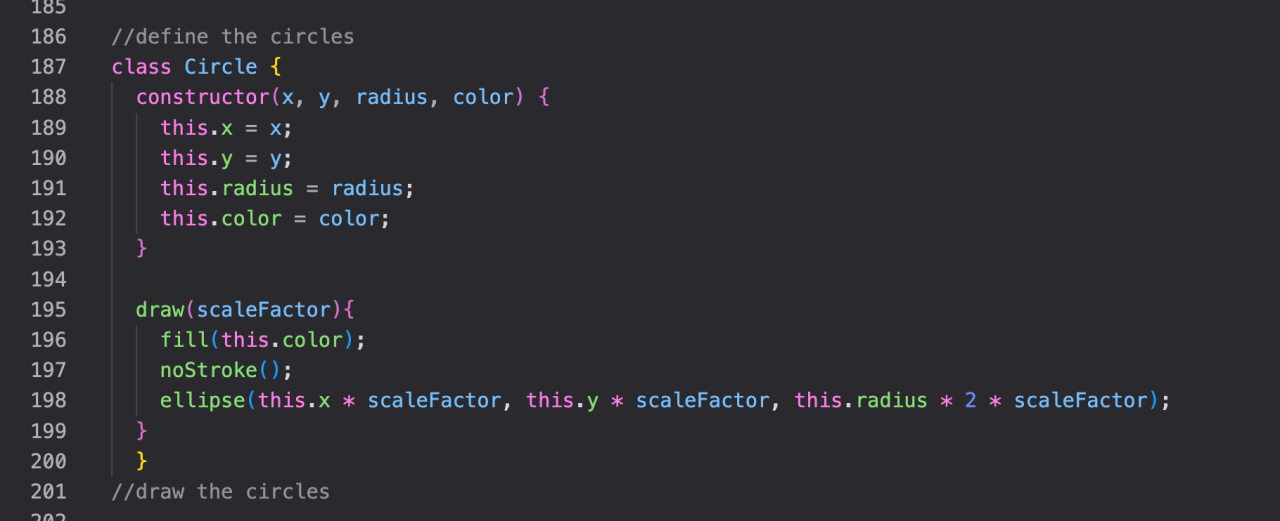 185
186 //define the circles
187 class Circle {
188 constructor(x, y, radius, color) {
189 this.x = x;
190 this.y = y;
191 this.radius = radius;
192 this.color = color;
193 }
194
195 draw(scaleFactor){
196 fill(this.color);
197 noStroke();
198 ellipse(this.x * scaleFactor, this.y * scaleFactor, this.radius * 2 * scaleFactor);
199 }
200 }
201 //draw the circles
202